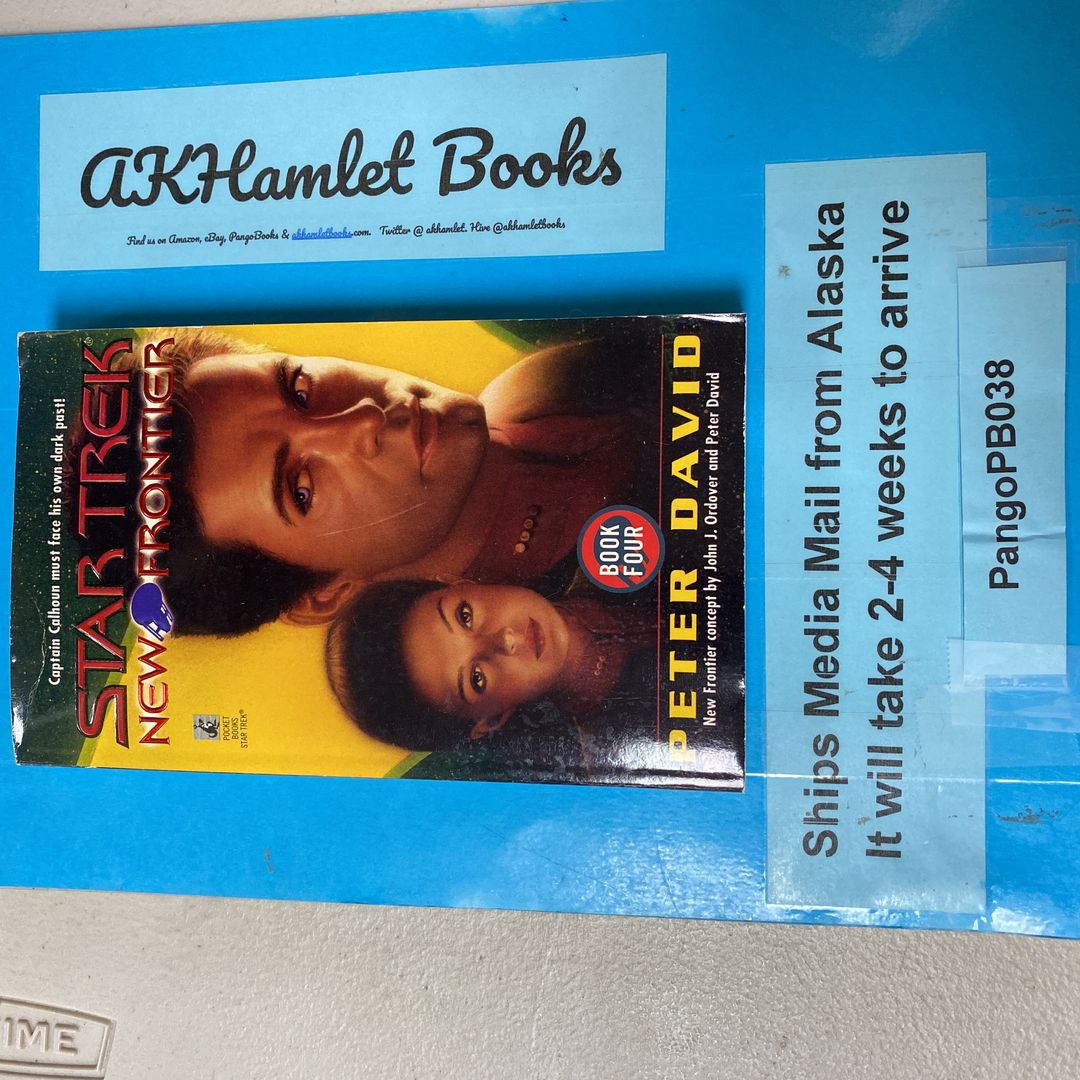 AKHamlet Books
Find us on Amazon, eBay, PangoBooks & akhamletbooks.com. Twitter @ akhamlet. Hive @akhamletbooks
Captain Calhoun must face his own dark past!
STAR TREK®
NEW FRONTIER
POCKET
BOOKS
STAR TREK®
BOOK
FOUR
PETER DAVID
New Frontier concept by John J. Ordover and Peter David
Ships Media Mail from Alaska
It will take 2-4 weeks to arrive
PangoPB038
IME